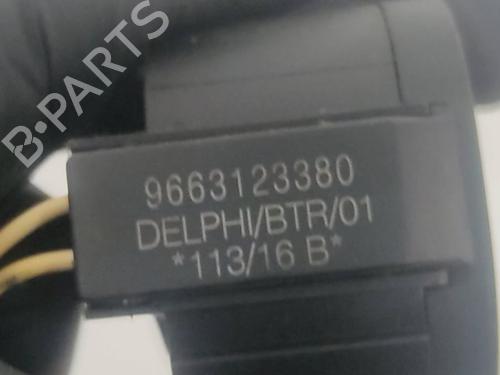 B-PARTS
9663123380
DELPHI/BTR/01
*113/16 B*